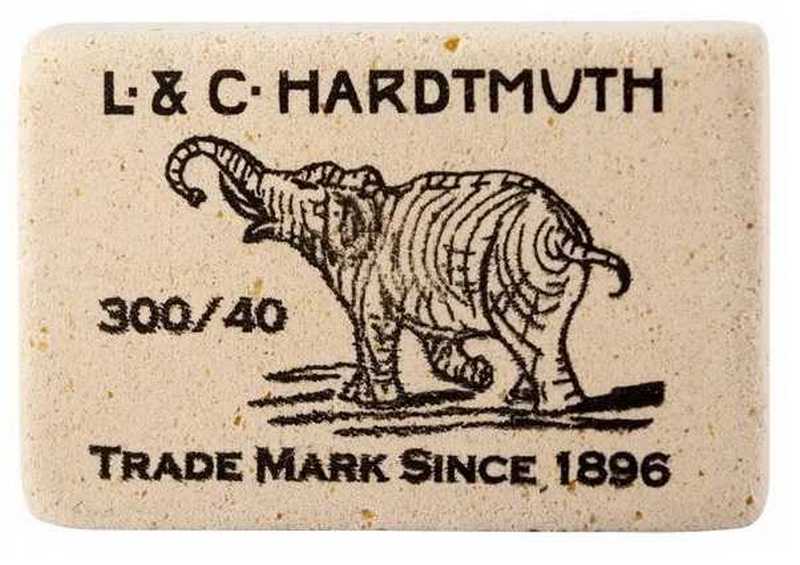 L· & C· HARDTMUTH
300/40
TRADE MARK SINCE 1896